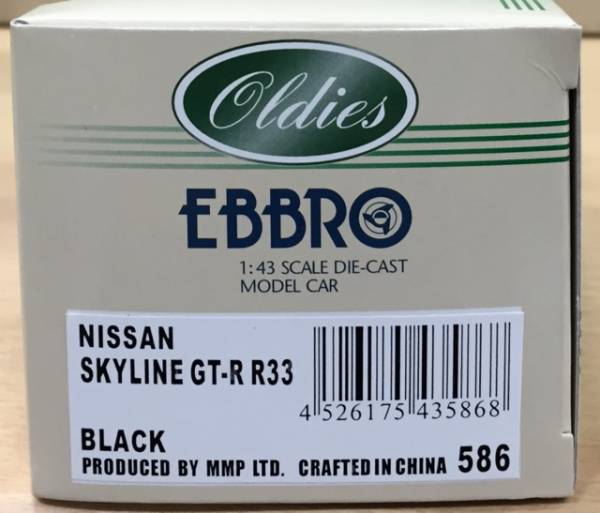 Oldies
EBBRO
1:43 SCALE DIE-CAST
MODEL CAR
NISSAN
SKYLINE GT-R R33
4 526175 435868
BLACK
PRODUCED BY MMP LTD. CRAFTED IN CHINA 586